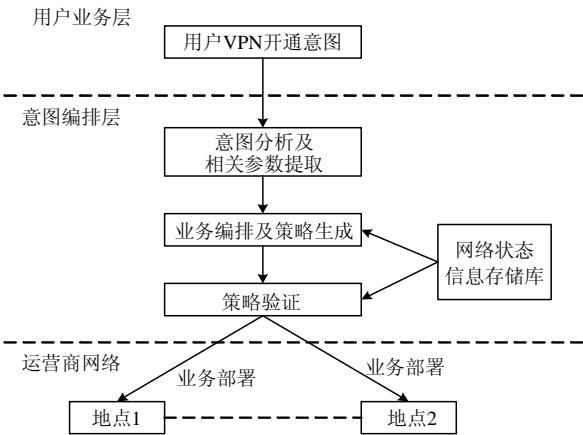 用户业务层
用户VPN开通意图
意图编排层
意图分析及
相关参数提取
业务编排及策略生成
网络状态
信息存储库
策略验证
运营商网络
业务部署
业务部署
地点1
地点2